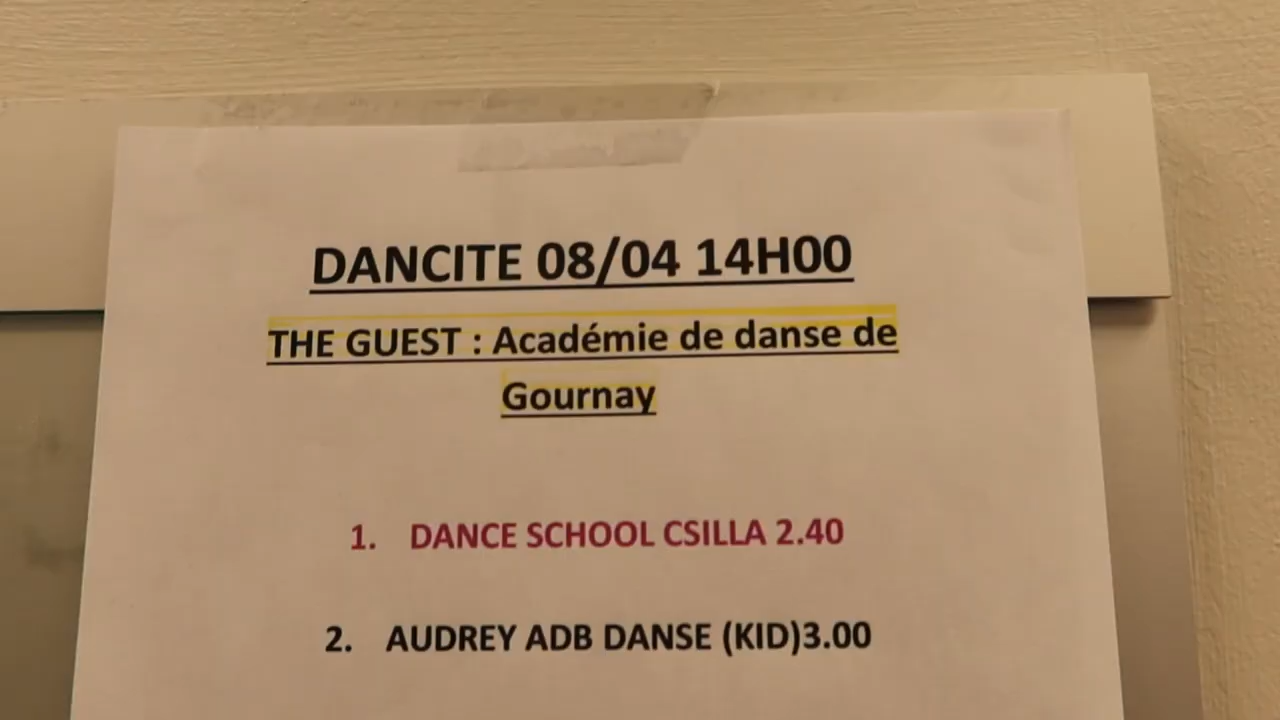 DANCITE 08/04 14H00
THE GUEST : Académie de danse de
Gournay
1. DANCE SCHOOL CSILLA 2.40
2. AUDREY ADB DANSE (KID)3.00